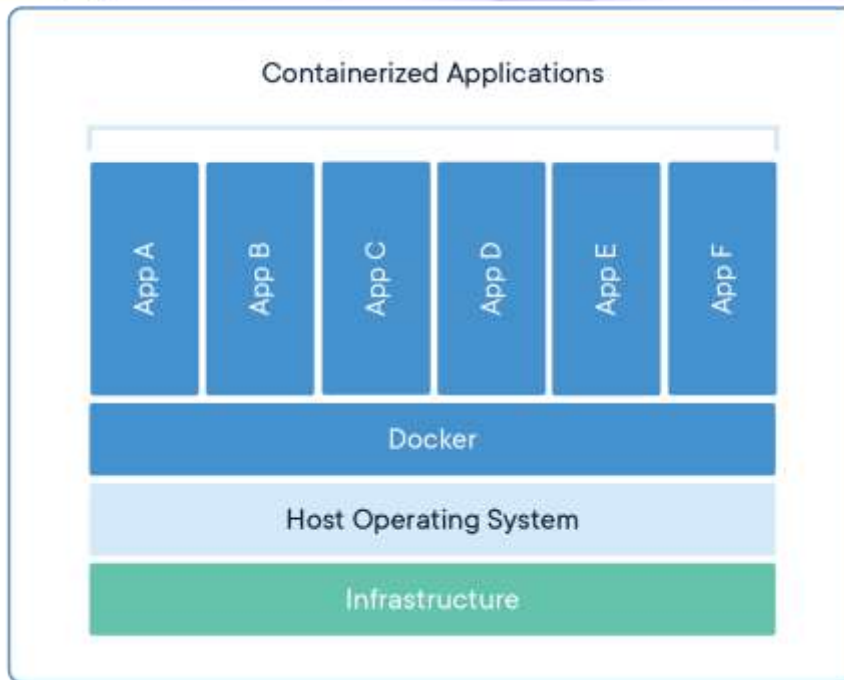 Containerized Applications
App A
App B
App C
App D
App E
App F
Docker
Host Operating System
Infrastructure